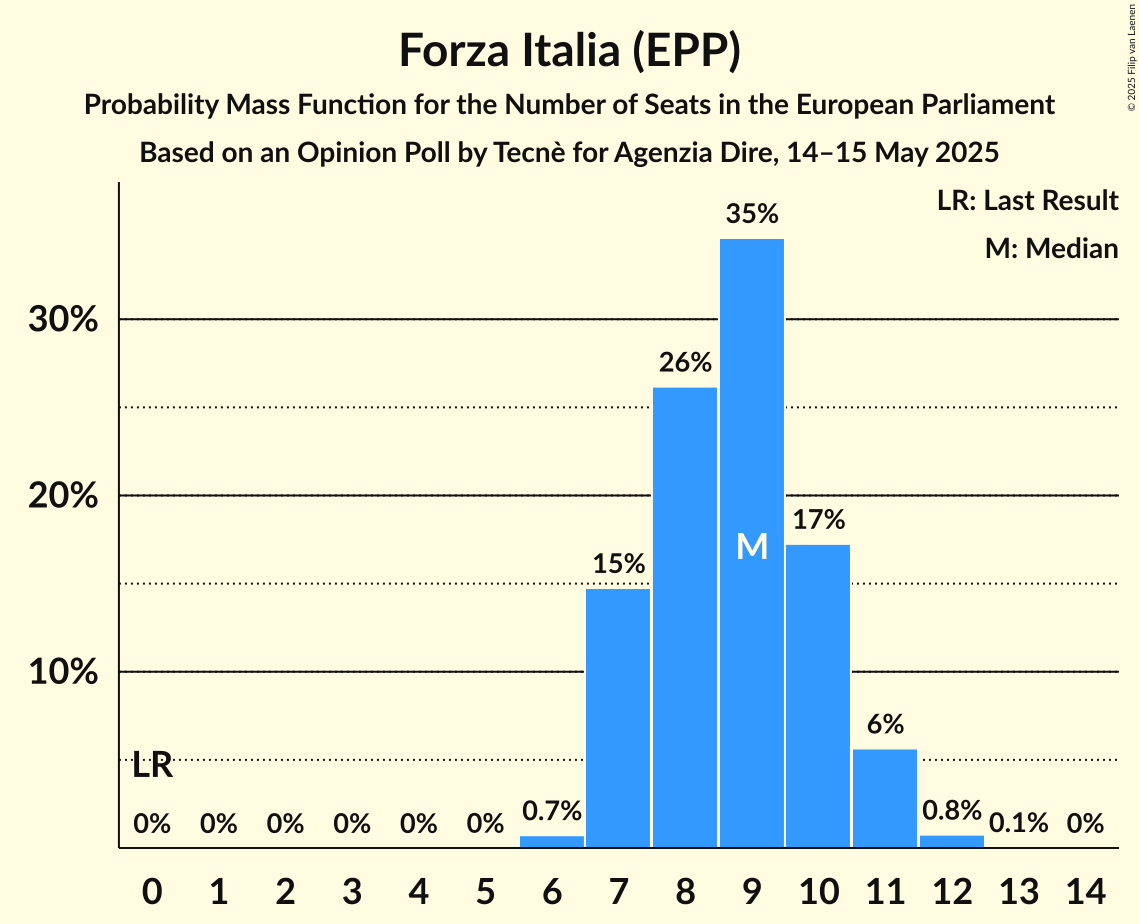 Forza Italia (EPP)
Probability Mass Function for the Number of Seats in the European Parliament
Based on an Opinion Poll by Tecnè for Agenzia Dire, 14–15 May 2025
© 2025 Filip van Laenen
LR: Last Result
M: Median
30%
20%
10%
LR
0%
0%
0%
0%
0%
0%
0.7%
15%
26%
35%
M
17%
6%
0.8%
0.1%
0%
0 1 2 3 4 5 6 7 8 9 10 11 12 13 14